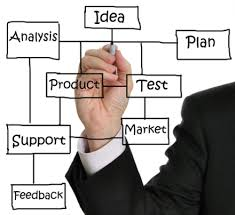 Idea
Analysis
Plan
Product
Test
Support
Market
Feedback